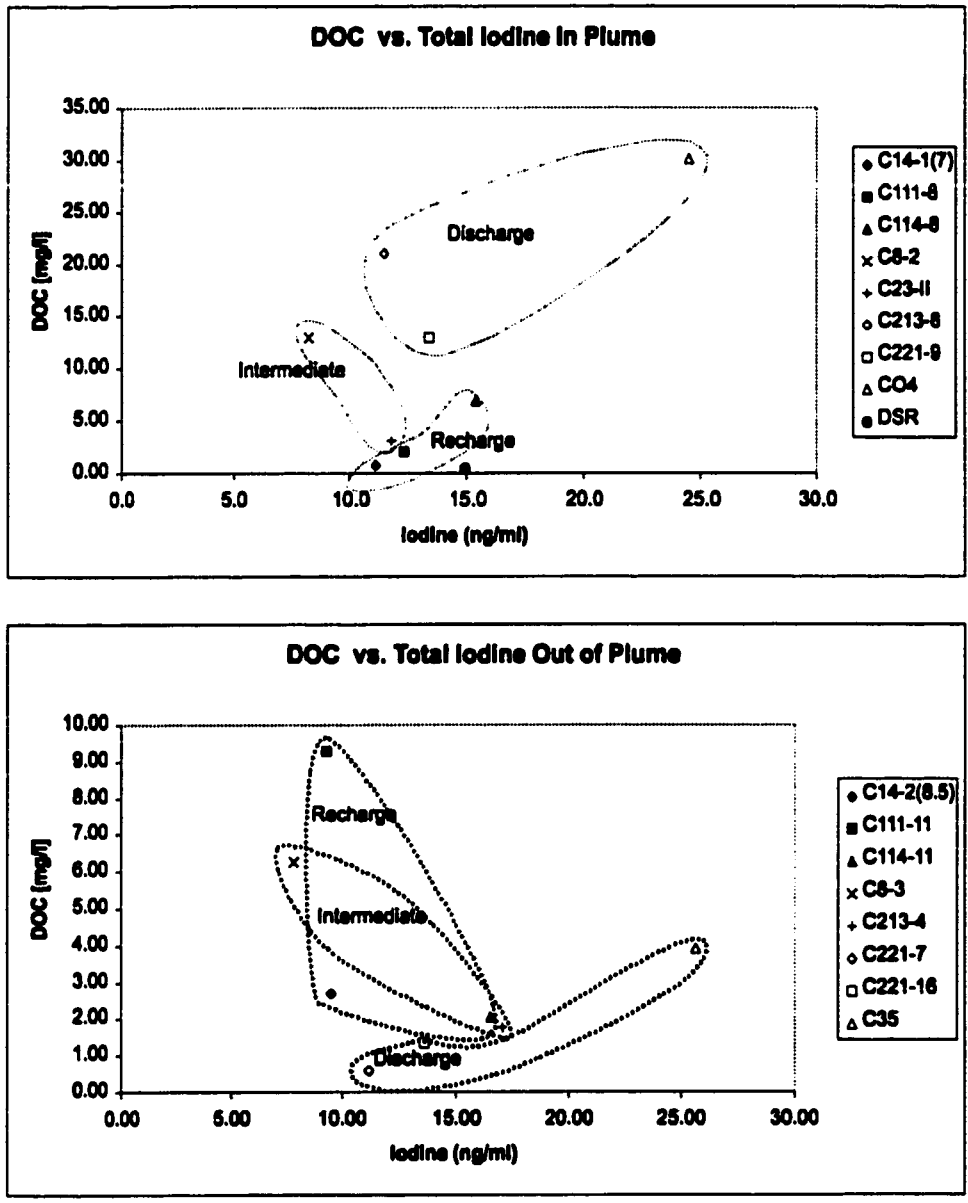 DOC vs. Total Iodine In Plume
35.00
30.00
25.00
20.00
15.00
10.00
5.00
0.00
DOC [mg/l]
Discharge
Intermediate
Recharge
0.0 5.0 10.0 15.0 20.0 25.0 30.0
Iodine (ng/ml)
C14-1(7)
C111-8
C114-8
C8-2
C23-II
C213-8
C221-9
CO4
DSR
DOC vs. Total Iodine Out of Plume
10.00
9.00
8.00
7.00
6.00
5.00
4.00
3.00
2.00
1.00
0.00
DOC [mg/l]
Recharge
Intermediate
Discharge
0.00 5.00 10.00 15.00 20.00 25.00 30.00
Iodine (ng/ml)
C14-2(8.5)
C111-11
C114-11
C8-3
C213-4
C221-7
C221-16
C35